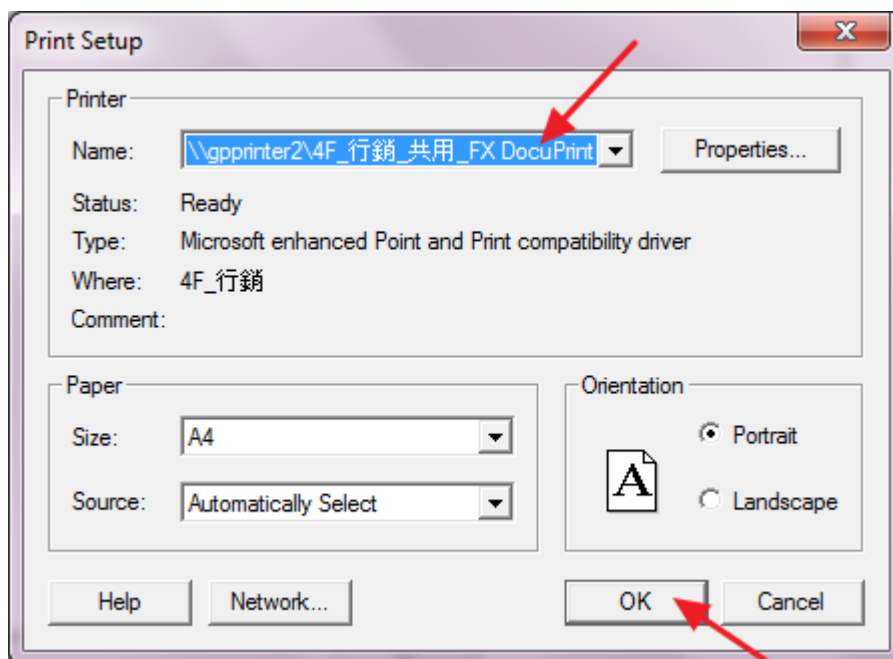 Print Setup
Printer
Name: \\gpprinter2\4F_行銷_共用_FX DocuPrint Properties...
Status: Ready
Type: Microsoft enhanced Point and Print compatibility driver
Where: 4F_行銷
Comment:
Paper
Size: A4
Source: Automatically Select
Orientation
A
Portrait
Landscape
Help Network... OK Cancel